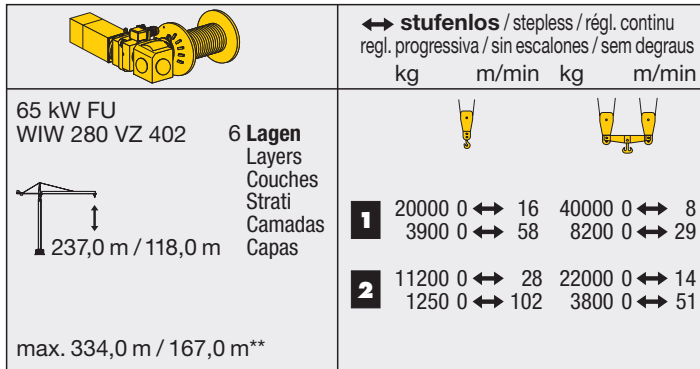 ↔ stufenlos / stepless / régl. continu
regl. progressiva / sin escalones / sem degraus
kg m/min kg m/min
65 kW FU
WIW 280 VZ 402
6 Lagen
Layers
Couches
Strati
Camadas
Capas
237,0 m / 118,0 m
max. 334,0 m / 167,0 m**
1 20000 0 ↔ 16 40000 0 ↔ 8
3900 0 ↔ 58 8200 0 ↔ 29
2 11200 0 ↔ 28 22000 0 ↔ 14
1250 0 ↔ 102 3800 0 ↔ 51